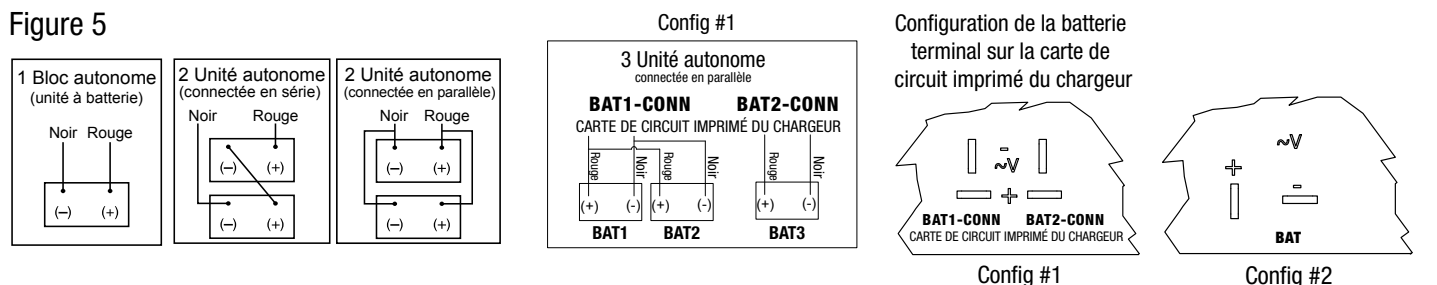 Figure 5
1 Bloc autonome
(unité à batterie)
Noir Rouge
(–) (+)
2 Unité autonome
(connectée en série)
Noir Rouge
(–) (+)
(–) (+)
2 Unité autonome
(connectée en parallèle)
Noir Rouge
(–) (+)
(–) (+)
Config #1
3 Unité autonome
connectée en parallèle
BAT1-CONN BAT2-CONN
CARTE DE CIRCUIT IMPRIMÉ DU CHARGEUR
Rouge Noir Rouge Noir Rouge Noir
(+) (-) (+) (-) (+) (-)
BAT1 BAT2 BAT3
Configuration de la batterie
terminal sur la carte de
circuit imprimé du chargeur
-
~V
+
BAT1-CONN BAT2-CONN
CARTE DE CIRCUIT IMPRIMÉ DU CHARGEUR
Config #1
~V
+ -
BAT
Config #2